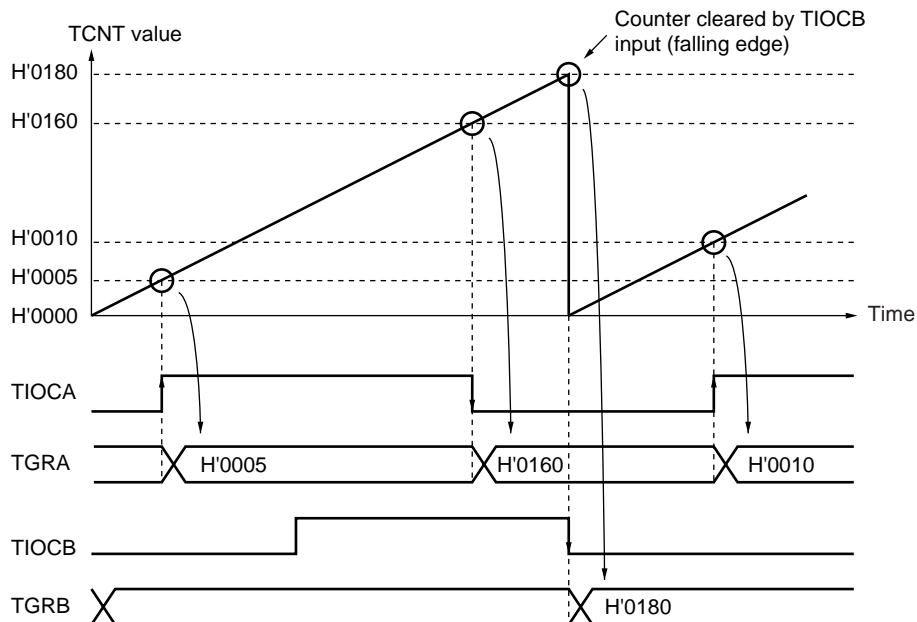 Counter cleared by TIOCB
input (falling edge)
TCNT value
H'0180
H'0160
H'0010
H'0005
H'0000
Time
TIOCA
TGRA
H'0005
H'0160
H'0010
TIOCB
TGRB
H'0180